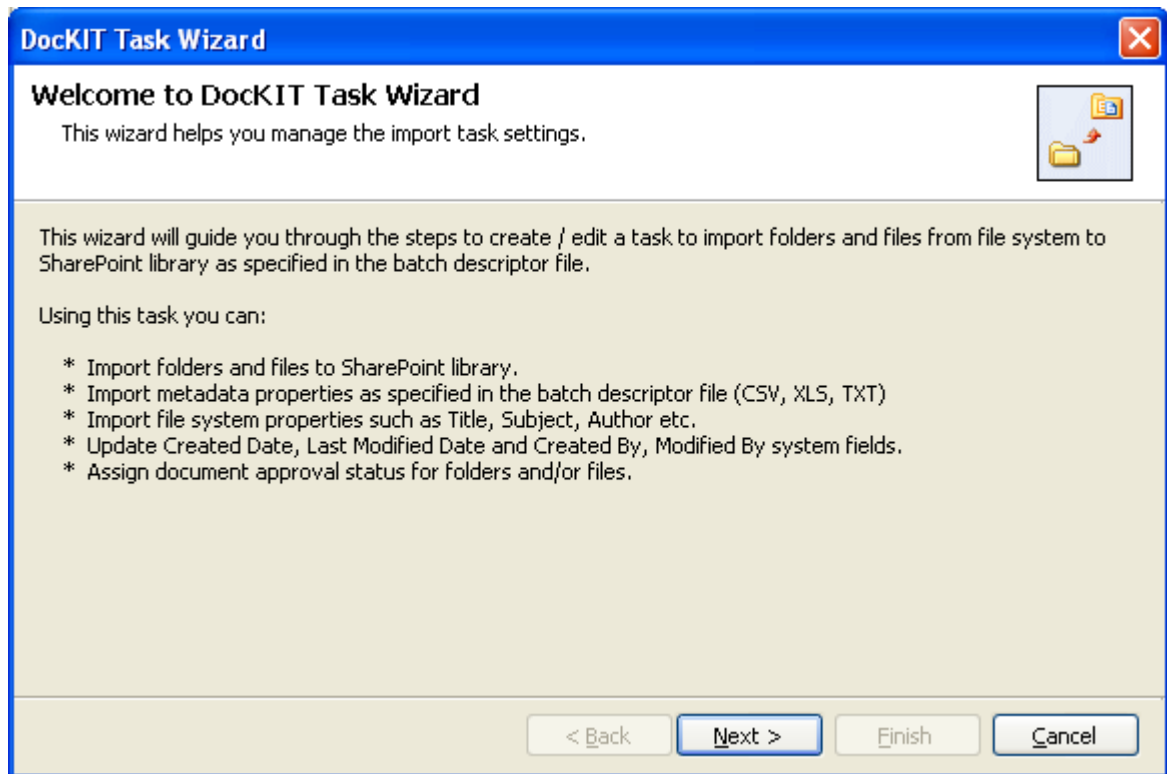 DocKIT Task Wizard
Welcome to DocKIT Task Wizard
This wizard helps you manage the import task settings.
This wizard will guide you through the steps to create / edit a task to import folders and files from file system to
SharePoint library as specified in the batch descriptor file.
Using this task you can:
* Import folders and files to SharePoint library.
* Import metadata properties as specified in the batch descriptor file (CSV, XLS, TXT)
* Import file system properties such as Title, Subject, Author etc.
* Update Created Date, Last Modified Date and Created By, Modified By system fields.
* Assign document approval status for folders and/or files.
< Back Next > Finish Cancel